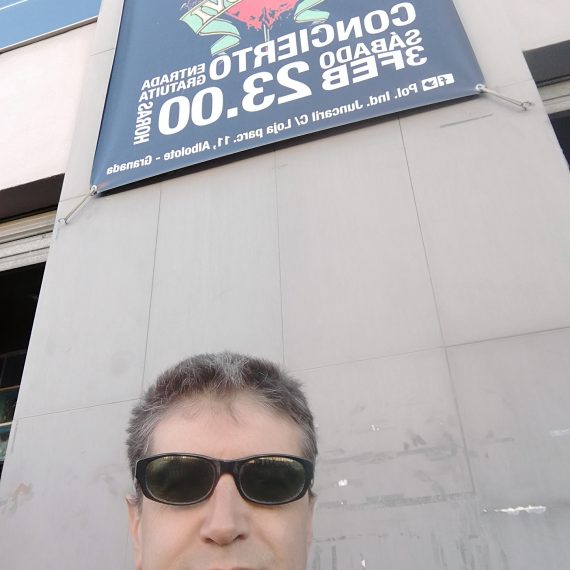 CONCIERTO
SÁBADO
3FEB 23.00
HORAS
ENTRADA
GRATUITA
Pol. Ind. Juncaril C/ Loja parc. 11, Albolote - Granada